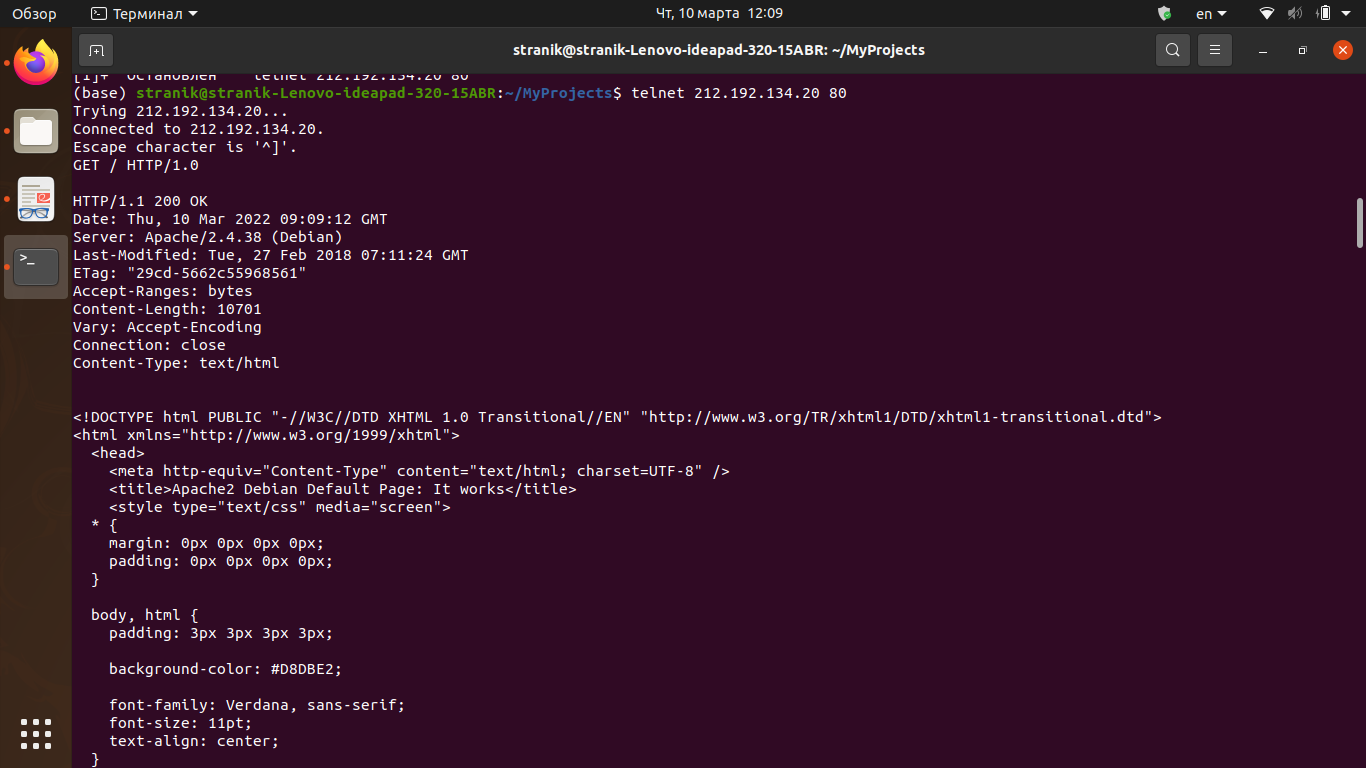 Обзор
Терминал
Чт, 10 марта 12:09
en
stranik@stranik-Lenovo-ideapad-320-15ABR: ~/MyProjects
[1]+ Остановлен telnet 212.192.134.20 80
(base) stranik@stranik-Lenovo-ideapad-320-15ABR:~/MyProjects$ telnet 212.192.134.20 80
Trying 212.192.134.20...
Connected to 212.192.134.20.
Escape character is '^]'.
GET / HTTP/1.0

HTTP/1.1 200 OK
Date: Thu, 10 Mar 2022 09:09:12 GMT
Server: Apache/2.4.38 (Debian)
Last-Modified: Tue, 27 Feb 2018 07:11:24 GMT
ETag: "29cd-5662c55968561"
Accept-Ranges: bytes
Content-Length: 10701
Vary: Accept-Encoding
Connection: close
Content-Type: text/html

<!DOCTYPE html PUBLIC "-//W3C//DTD XHTML 1.0 Transitional//EN" "http://www.w3.org/TR/xhtml1/DTD/xhtml1-transitional.dtd">
<html xmlns="http://www.w3.org/1999/xhtml">
  <head>
    <meta http-equiv="Content-Type" content="text/html; charset=UTF-8" />
    <title>Apache2 Debian Default Page: It works</title>
    <style type="text/css" media="screen">
  * {
    margin: 0px 0px 0px 0px;
    padding: 0px 0px 0px 0px;
  }

  body, html {
    padding: 3px 3px 3px 3px;

    background-color: #D8DBE2;

    font-family: Verdana, sans-serif;
    font-size: 11pt;
    text-align: center;
  }